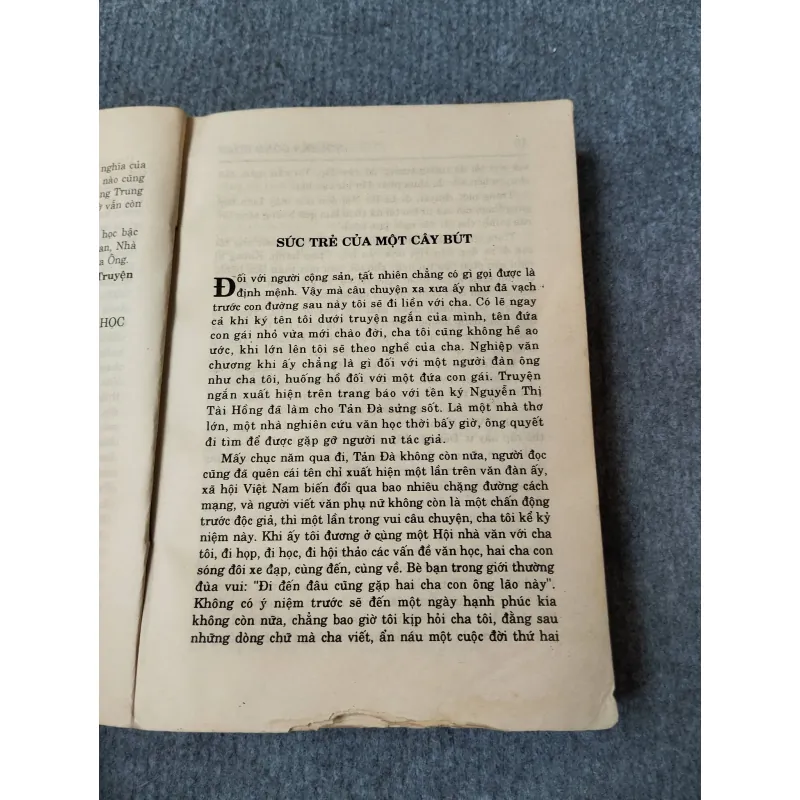 nghĩa của
nào cũng
ng Trung
ở vẫn còn
học bậc
an, Nhà
a Ông.
Truyện
HỌC
SỨC TRẺ CỦA MỘT CÂY BÚT
Đối với người cộng sản, tất nhiên chẳng có gì gọi được là
định mệnh. Vậy mà câu chuyện xa xưa ấy như đã vạch
trước con đường sau này tôi sẽ đi liền với cha. Có lẽ ngay
cả khi ký tên tôi dưới truyện ngắn của mình, tên đứa
con gái nhỏ vừa mới chào đời, cha tôi cũng không hề ao
ước, khi lớn lên tôi sẽ theo nghề của cha. Nghiệp văn
chương khi ấy chẳng là gì đối với một người đàn ông
như cha tôi, huống hồ đối với một đứa con gái. Truyện
ngắn xuất hiện trên trang báo với tên ký Nguyễn Thị
Tài Hồng đã làm cho Tản Đà sửng sốt. Là một nhà thơ
lớn, một nhà nghiên cứu văn học thời bấy giờ, ông quyết
đi tìm để được gặp gỡ người nữ tác giả.
Mấy chục năm qua đi, Tản Đà không còn nữa, người đọc
cũng đã quên cái tên chỉ xuất hiện một lần trên văn đàn ấy,
xã hội Việt Nam biến đổi qua bao nhiêu chặng đường cách
mạng, và người viết văn phụ nữ không còn là một chấn động
trước độc giả, thì một lần trong vui câu chuyện, cha tôi kể kỷ
niệm này. Khi ấy tôi đương ở cùng một Hội nhà văn với cha
tôi, đi họp, đi học, đi hội thảo các vấn đề văn học, hai cha con
sóng đôi xe đạp, cùng đến, cùng về. Bè bạn trong giới thường
đùa vui: "Đi đến đâu cũng gặp hai cha con ông lão này".
Không có ý niệm trước sẽ đến một ngày hạnh phúc kia
không còn nữa, chẳng bao giờ tôi kịp hỏi cha tôi, đằng sau
những dòng chữ mà cha viết, ẩn náu một cuộc đời thứ hai